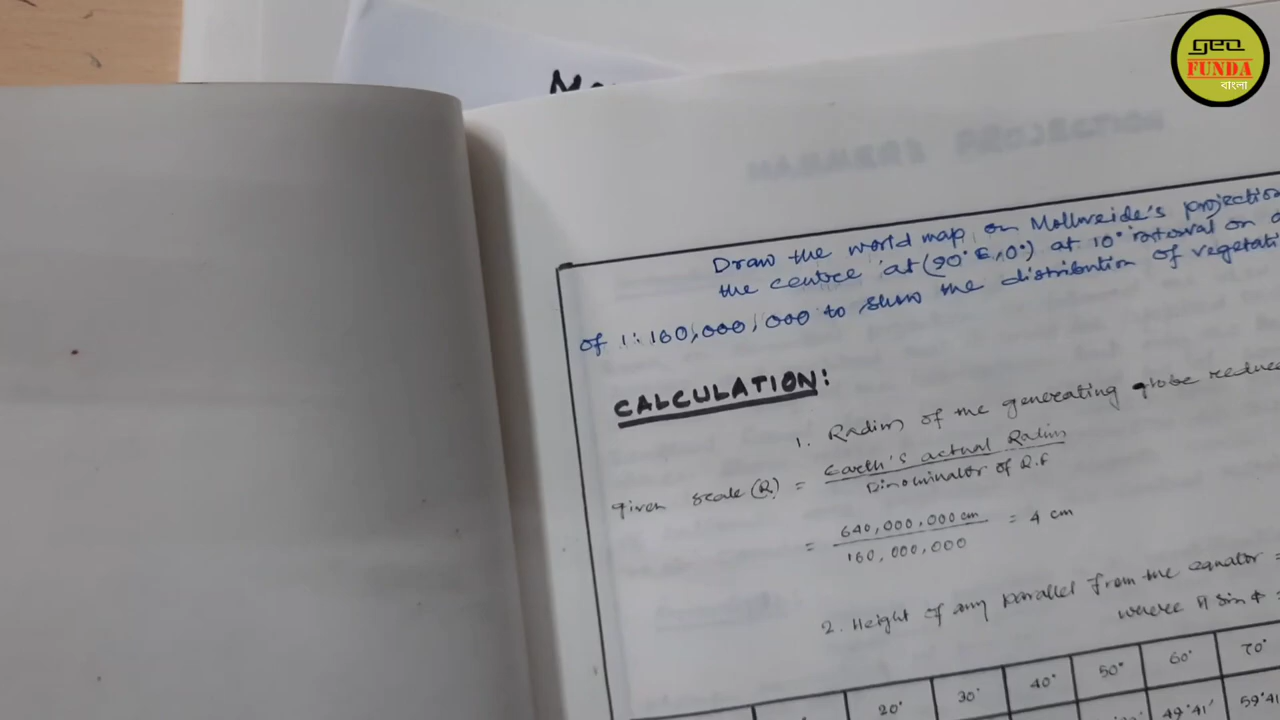 geo
FUNDA
বাংলা
Draw the world map on Mollweide's projection
the centre at (90° E, 0°) at 10° interval on a
of 1:160,000,000 to show the distribution of vegetati
CALCULATION:
1. Radius of the generating globe reduce
given scale (R) = Earth's actual Radius
Dinominator of R.F
= 640,000,000 cm = 4 cm
160,000,000
2. Height of any parallel from the equator =
where π sin φ =
20° 30° 40° 50° 60° 70°
49°41' 59°41